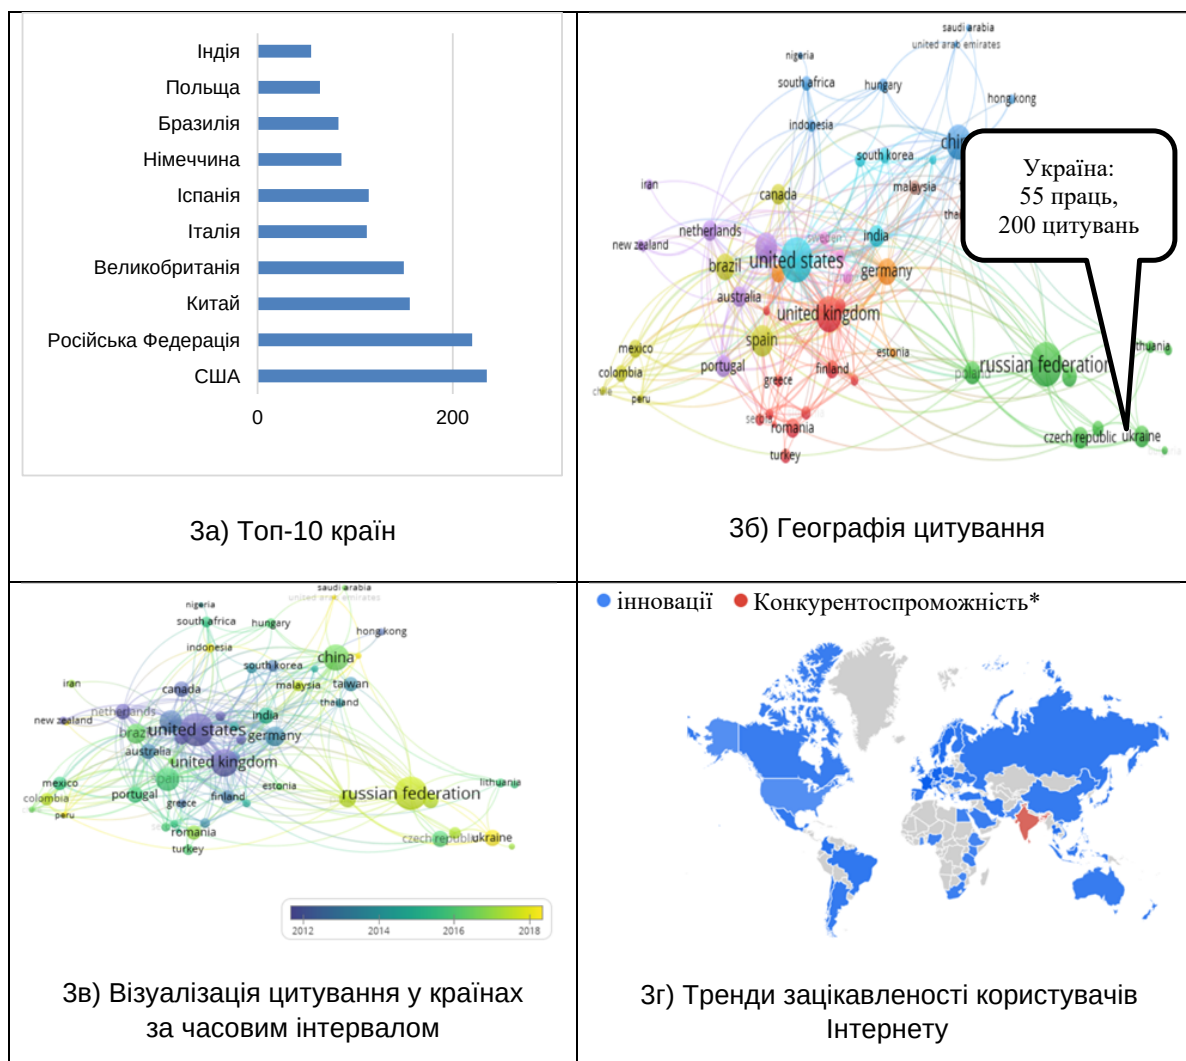 Індія
Польща
Бразилія
Німеччина
Іспанія
Італія
Великобританія
Китай
Російська Федерація
США
0 200
3а) Топ-10 країн
saudi arabia
united arab emirates
nigeria
south africa
hungary
hong kong
indonesia
south korea
iran
canada
malaysia
netherlands
sweden
india
new zealand
brazil
united states
germany
australia
united kingdom
spain
mexico
portugal
estonia
lithuania
colombia
greece
finland
poland
russian federation
chile
peru
serbia
romania
czech republic
ukraine
turkey
Україна:
55 праць,
200 цитувань
3б) Географія цитування
saudi arabia
united arab emirates
nigeria
south africa
hungary
hong kong
indonesia
china
south korea
iran
canada
malaysia
taiwan
thailand
netherlands
india
new zealand
united states
germany
australia
united kingdom
spain
mexico
portugal
estonia
lithuania
colombia
greece
finland
russian federation
peru
romania
czech republic
ukraine
turkey
2012 2014 2016 2018
3в) Візуалізація цитування у країнах
за часовим інтервалом
інновації Конкурентоспроможність*
3г) Тренди зацікавленості користувачів
Інтернету